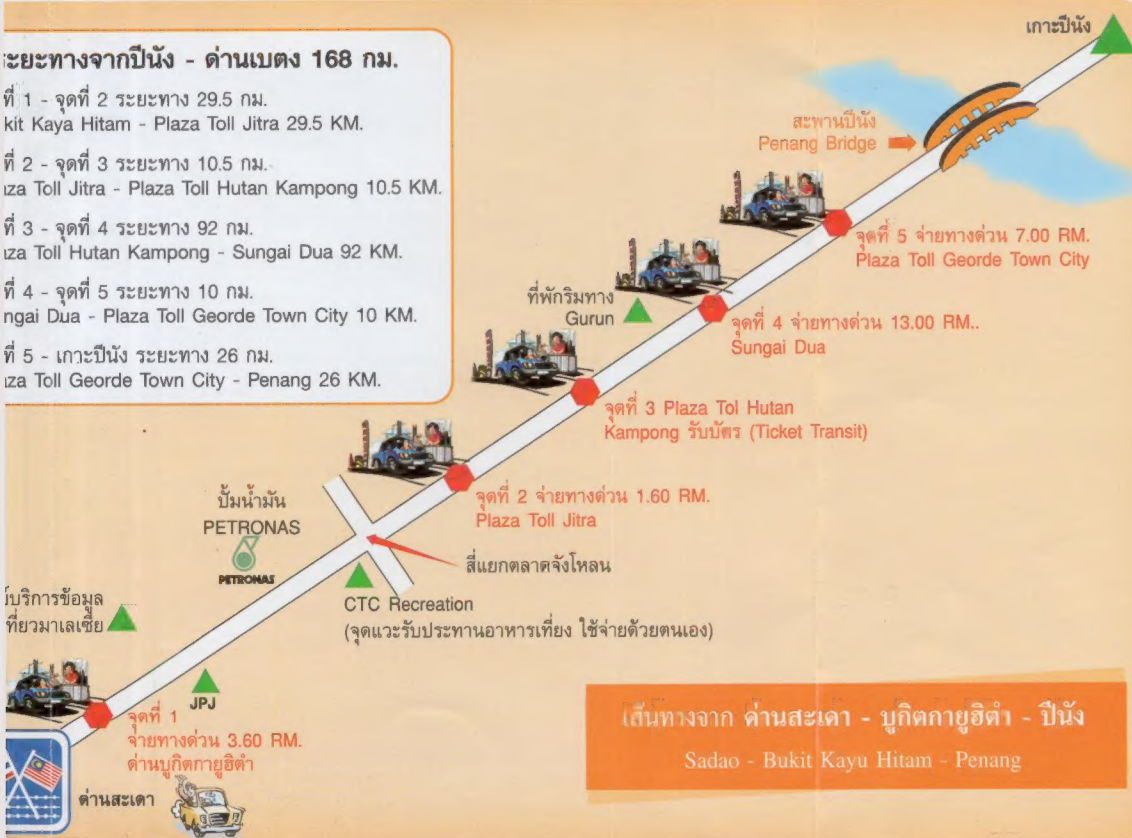 ระยะทางจากปีนัง - ด่านเบตง 168 กม.
ที่ 1 - จุดที่ 2 ระยะทาง 29.5 กม.
kit Kaya Hitam - Plaza Toll Jitra 29.5 KM.
ที่ 2 - จุดที่ 3 ระยะทาง 10.5 กม.
za Toll Jitra - Plaza Toll Hutan Kampong 10.5 KM.
ที่ 3 - จุดที่ 4 ระยะทาง 92 กม.
za Toll Hutan Kampong - Sungai Dua 92 KM.
ที่ 4 - จุดที่ 5 ระยะทาง 10 กม.
ngai Dua - Plaza Toll Georde Town City 10 KM.
ที่ 5 - เกาะปีนัง ระยะทาง 26 กม.
za Toll Georde Town City - Penang 26 KM.
เกาะปีนัง
สะพานปีนัง
Penang Bridge
จุดที่ 5 จ่ายทางด่วน 7.00 RM.
Plaza Toll Georde Town City
ที่พักริมทาง
Gurun
จุดที่ 4 จ่ายทางด่วน 13.00 RM..
Sungai Dua
จุดที่ 3 Plaza Tol Hutan
Kampong รับบัตร (Ticket Transit)
จุดที่ 2 จ่ายทางด่วน 1.60 RM.
Plaza Toll Jitra
ปั้มน้ำมัน
PETRONAS
PETRONAS
สี่แยกตลาดจังโหลน
CTC Recreation
(จุดแวะรับประทานอาหารเที่ยง ใช้จ่ายด้วยตนเอง)
บริการข้อมูล
เที่ยวมาเลเซีย
JPJ
จุดที่ 1
จ่ายทางด่วน 3.60 RM.
ด่านบูกิตกายูฮิตำ
ด่านสะเดา
เส้นทางจาก ด่านสะเดา - บูกิตกายูฮิตำ - ปีนัง
Sadao - Bukit Kayu Hitam - Penang